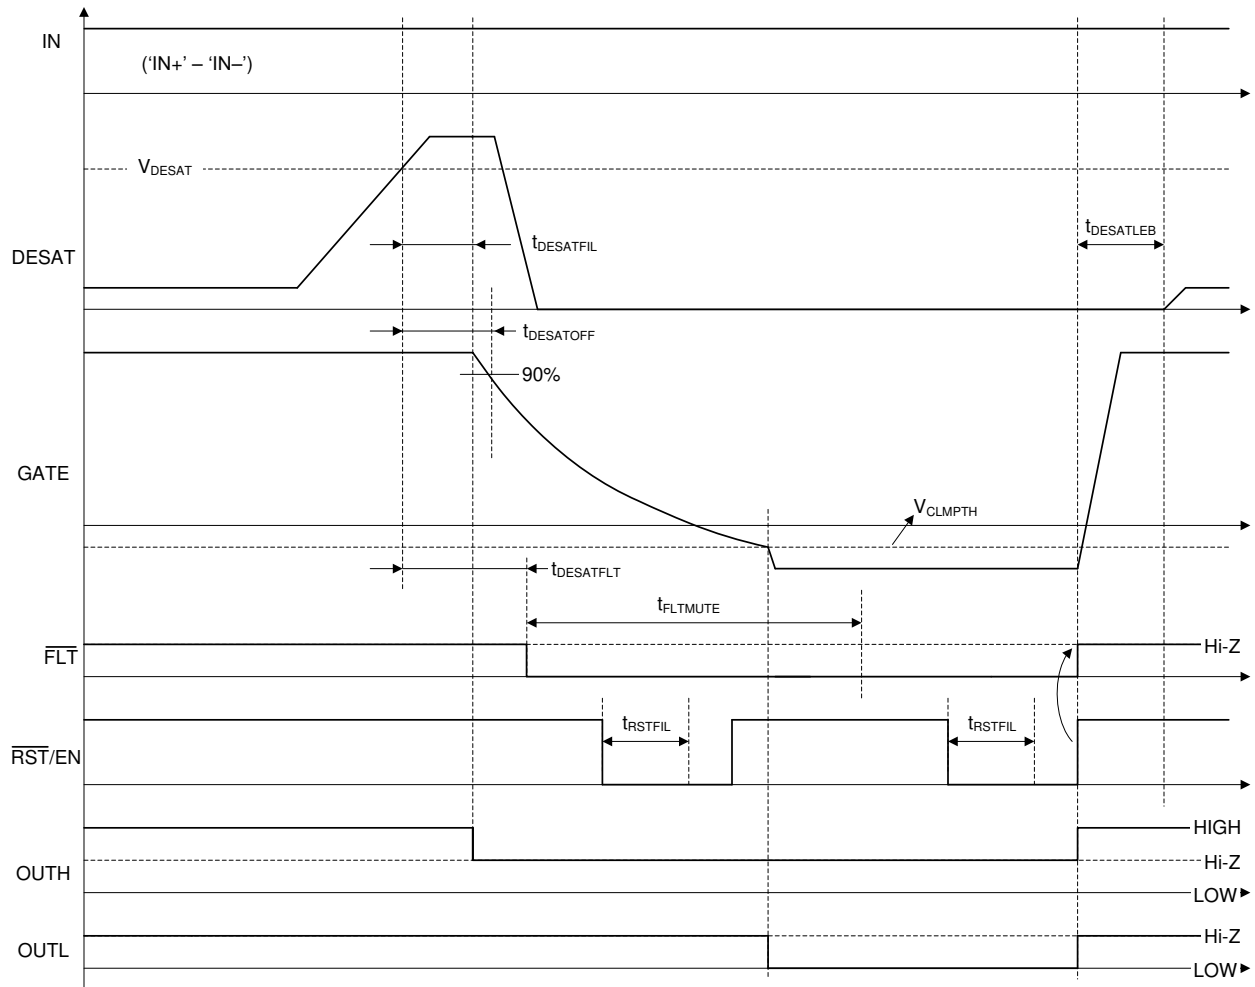 IN
('IN+' – 'IN–')
VDESAT
DESAT
tDESATFIL
tDESATLEB
tDESATOFF
90%
GATE
VCLMPTH
tDESATFLT
tFLTMUTE
FLT
Hi-Z
RST/EN
tRSTFIL
tRSTFIL
HIGH
OUTH
Hi-Z
LOW
OUTL
Hi-Z
LOW